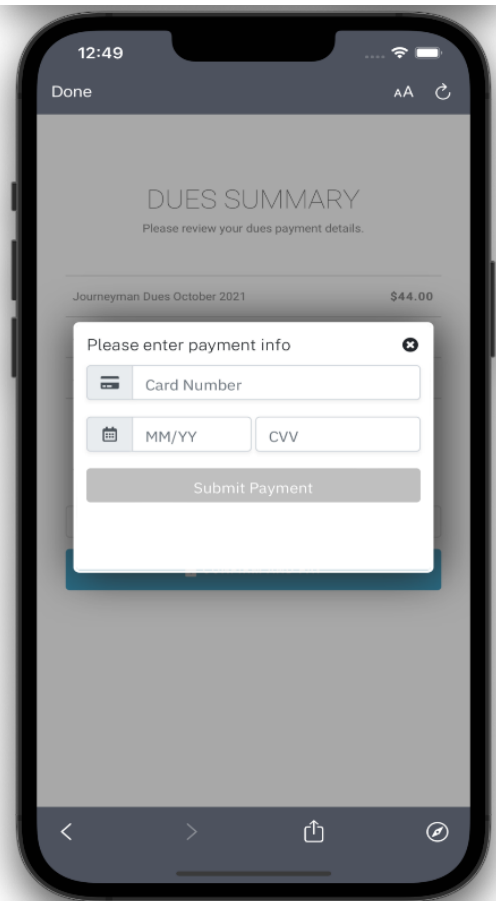 12:49
Done
AA
DUES SUMMARY
Please review your dues payment details.
Journeyman Dues October 2021 $44.00
Please enter payment info
Card Number
MM/YY CVV
Submit Payment